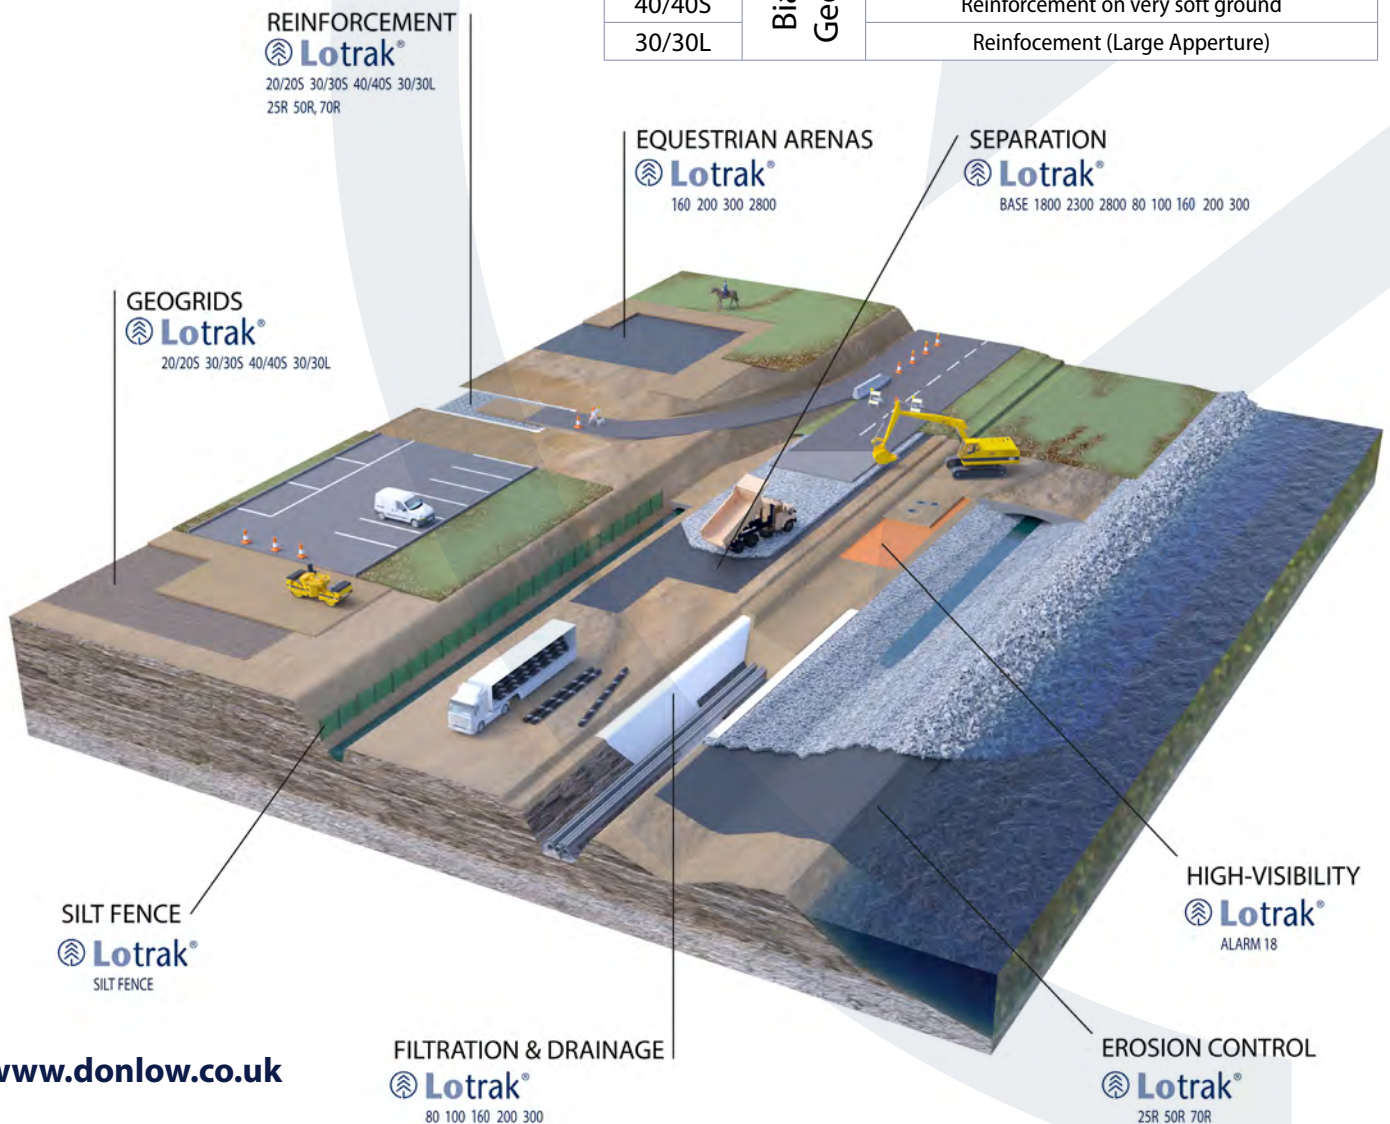 40/40S
Reinforcement on very soft ground
30/30L
Reinfocement (Large Apperture)
REINFORCEMENT
Lotrak®
20/20S 30/30S 40/40S 30/30L
25R 50R, 70R
EQUESTRIAN ARENAS
Lotrak®
160 200 300 2800
SEPARATION
Lotrak®
BASE 1800 2300 2800 80 100 160 200 300
GEOGRIDS
Lotrak®
20/20S 30/30S 40/40S 30/30L
HIGH-VISIBILITY
Lotrak®
ALARM 18
SILT FENCE
Lotrak®
SILT FENCE
FILTRATION & DRAINAGE
Lotrak®
80 100 160 200 300
EROSION CONTROL
Lotrak®
25R 50R 70R
www.donlow.co.uk